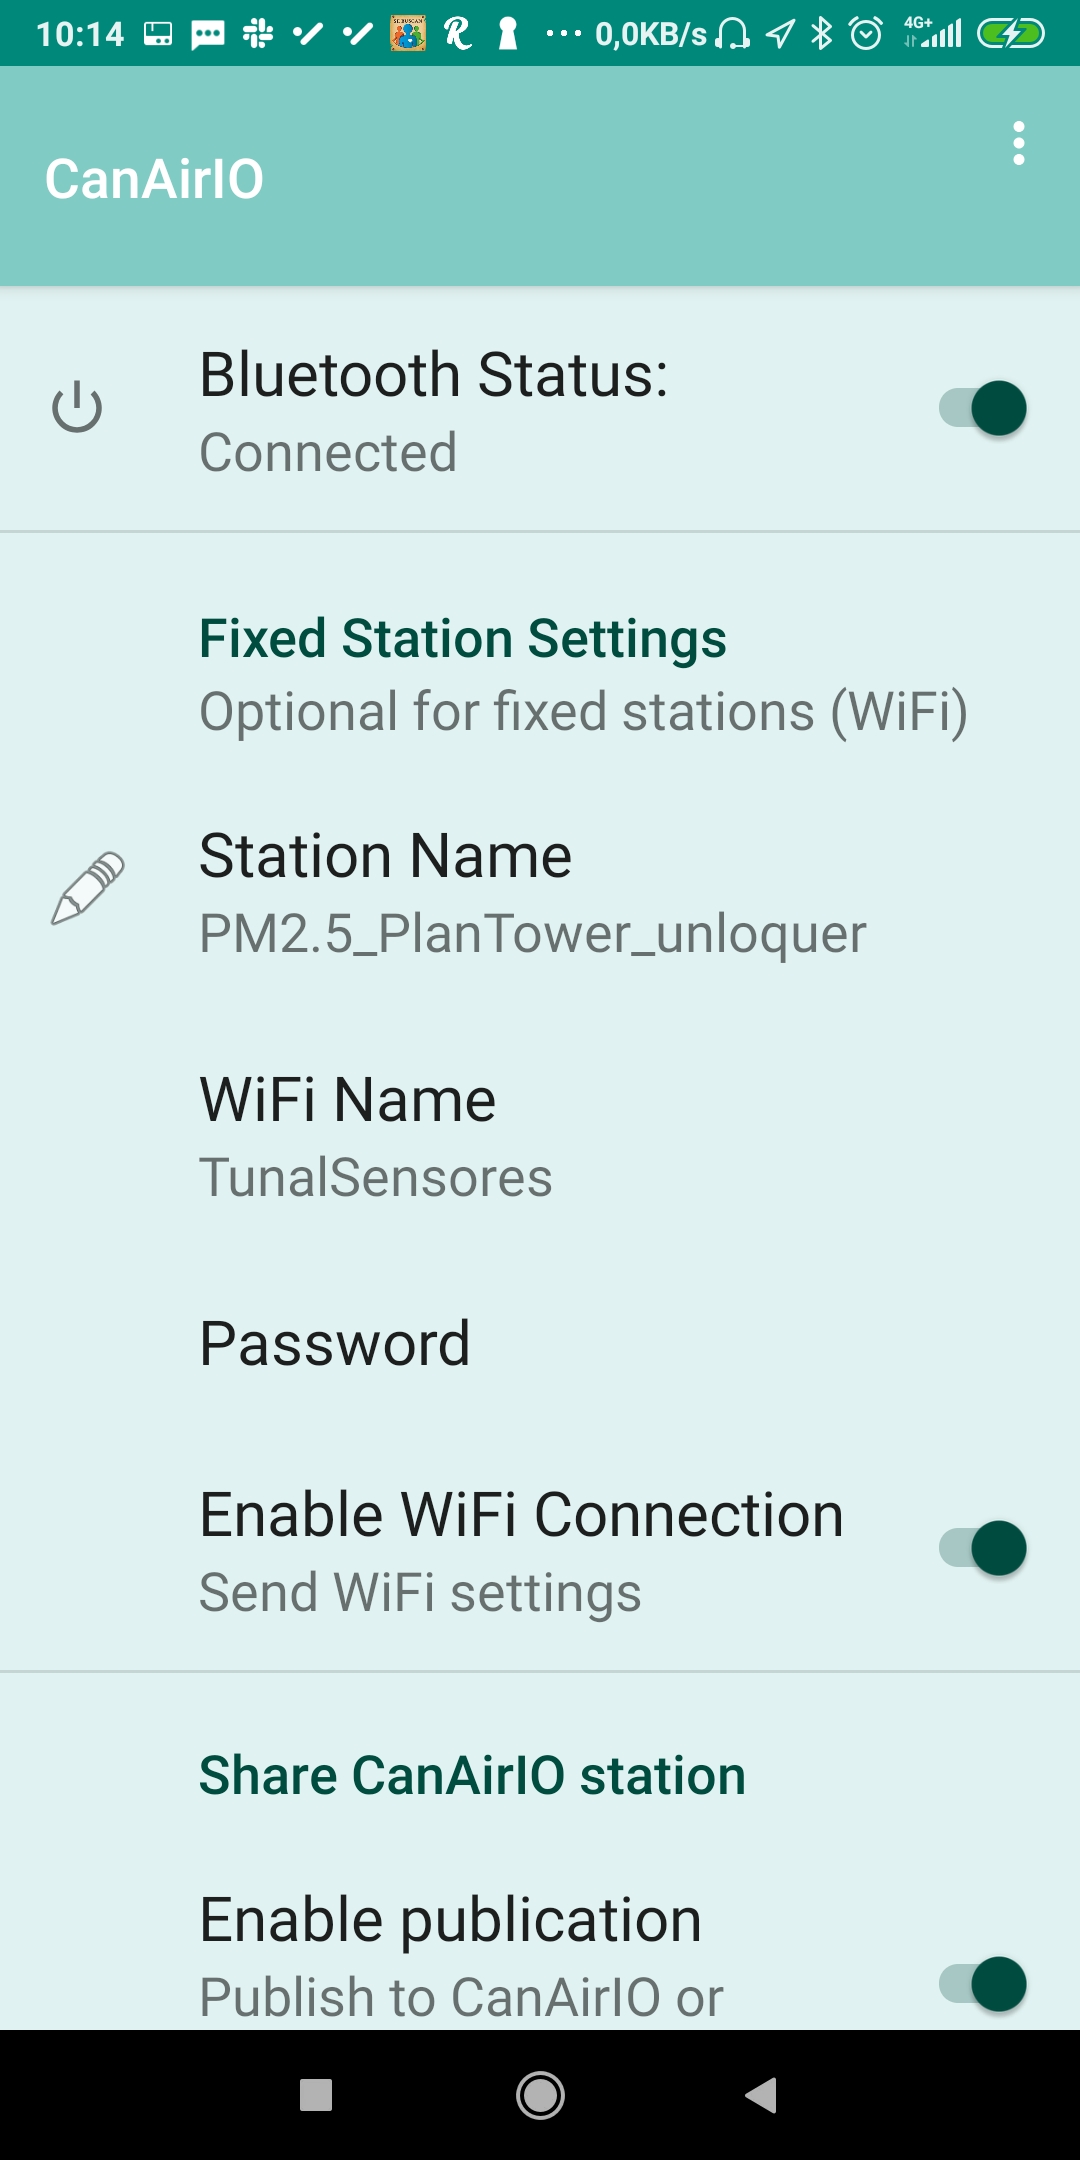 10:14 0,0KB/s 4G+
CanAirIO
Bluetooth Status:
Connected
Fixed Station Settings
Optional for fixed stations (WiFi)
Station Name
PM2.5_PlanTower_unloquer
WiFi Name
TunalSensores
Password
Enable WiFi Connection
Send WiFi settings
Share CanAirIO station
Enable publication
Publish to CanAirIO or